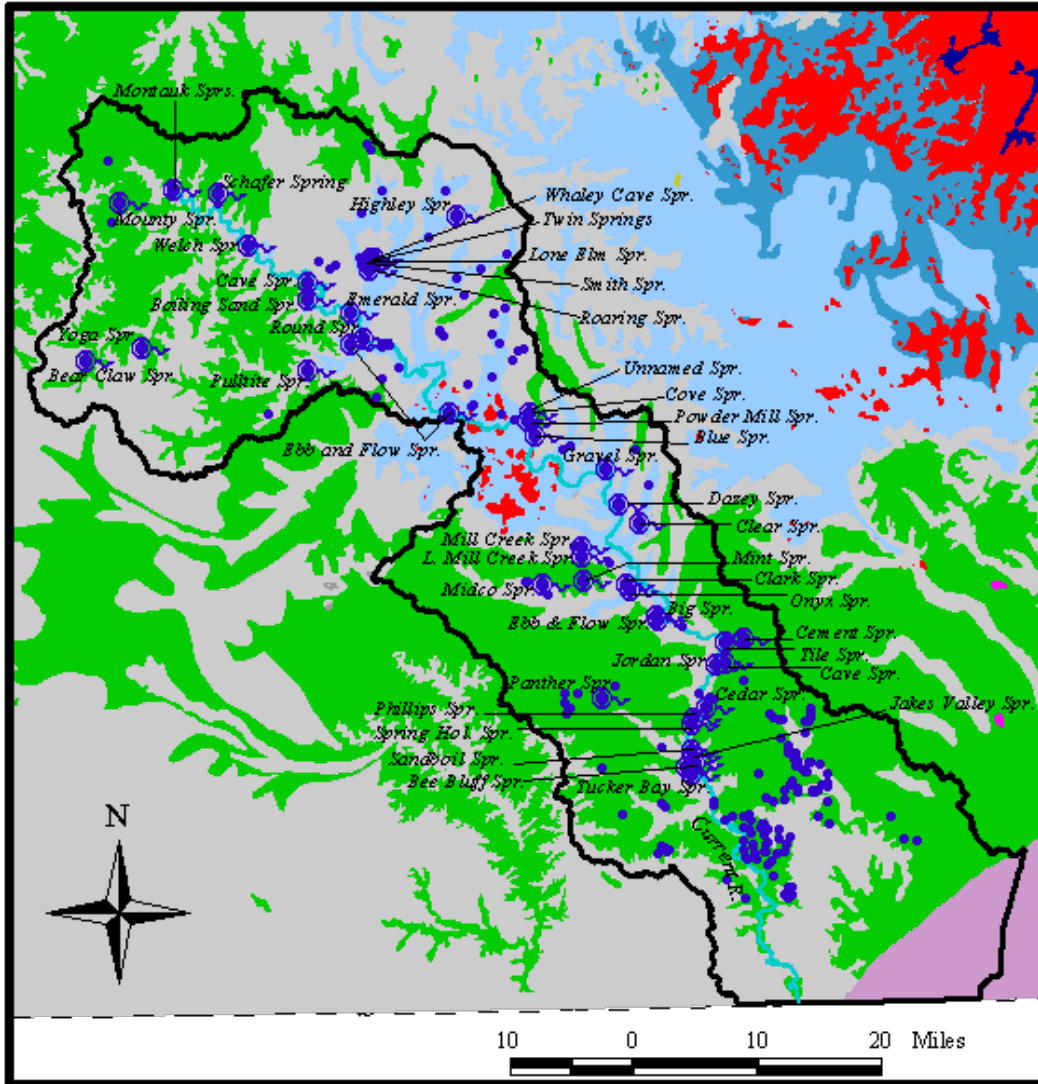 Montauk Sprs.
Schafer Spring
Whaley Cave Spr.
Highley Spr.
Twin Springs
Mounty Spr.
Welch Spr.
Lone Elm Spr.
Cave Spr.
Smith Spr.
Boiling Sand Spr.
Emerald Spr.
Roaring Spr.
Round Spr.
Yoga Spr.
Bear Claw Spr.
Pulltite Spr.
Unnamed Spr.
Cove Spr.
Powder Mill Spr.
Blue Spr.
Ebb and Flow Spr.
Gravel Spr.
Dazey Spr.
Clear Spr.
Mill Creek Spr.
L. Mill Creek Spr.
Mint Spr.
Midco Spr.
Clark Spr.
Onyx Spr.
Big Spr.
Ebb & Flow Spr.
Cement Spr.
Jordan Spr.
Tile Spr.
Cave Spr.
Panther Spr.
Cedar Spr.
Jakes Valley Spr.
Phillips Spr.
Spring Hol. Spr.
Sandboil Spr.
Bee Bluff Spr.
Tucker Bay Spr.
Current R.
N
10 0 10 20 Miles